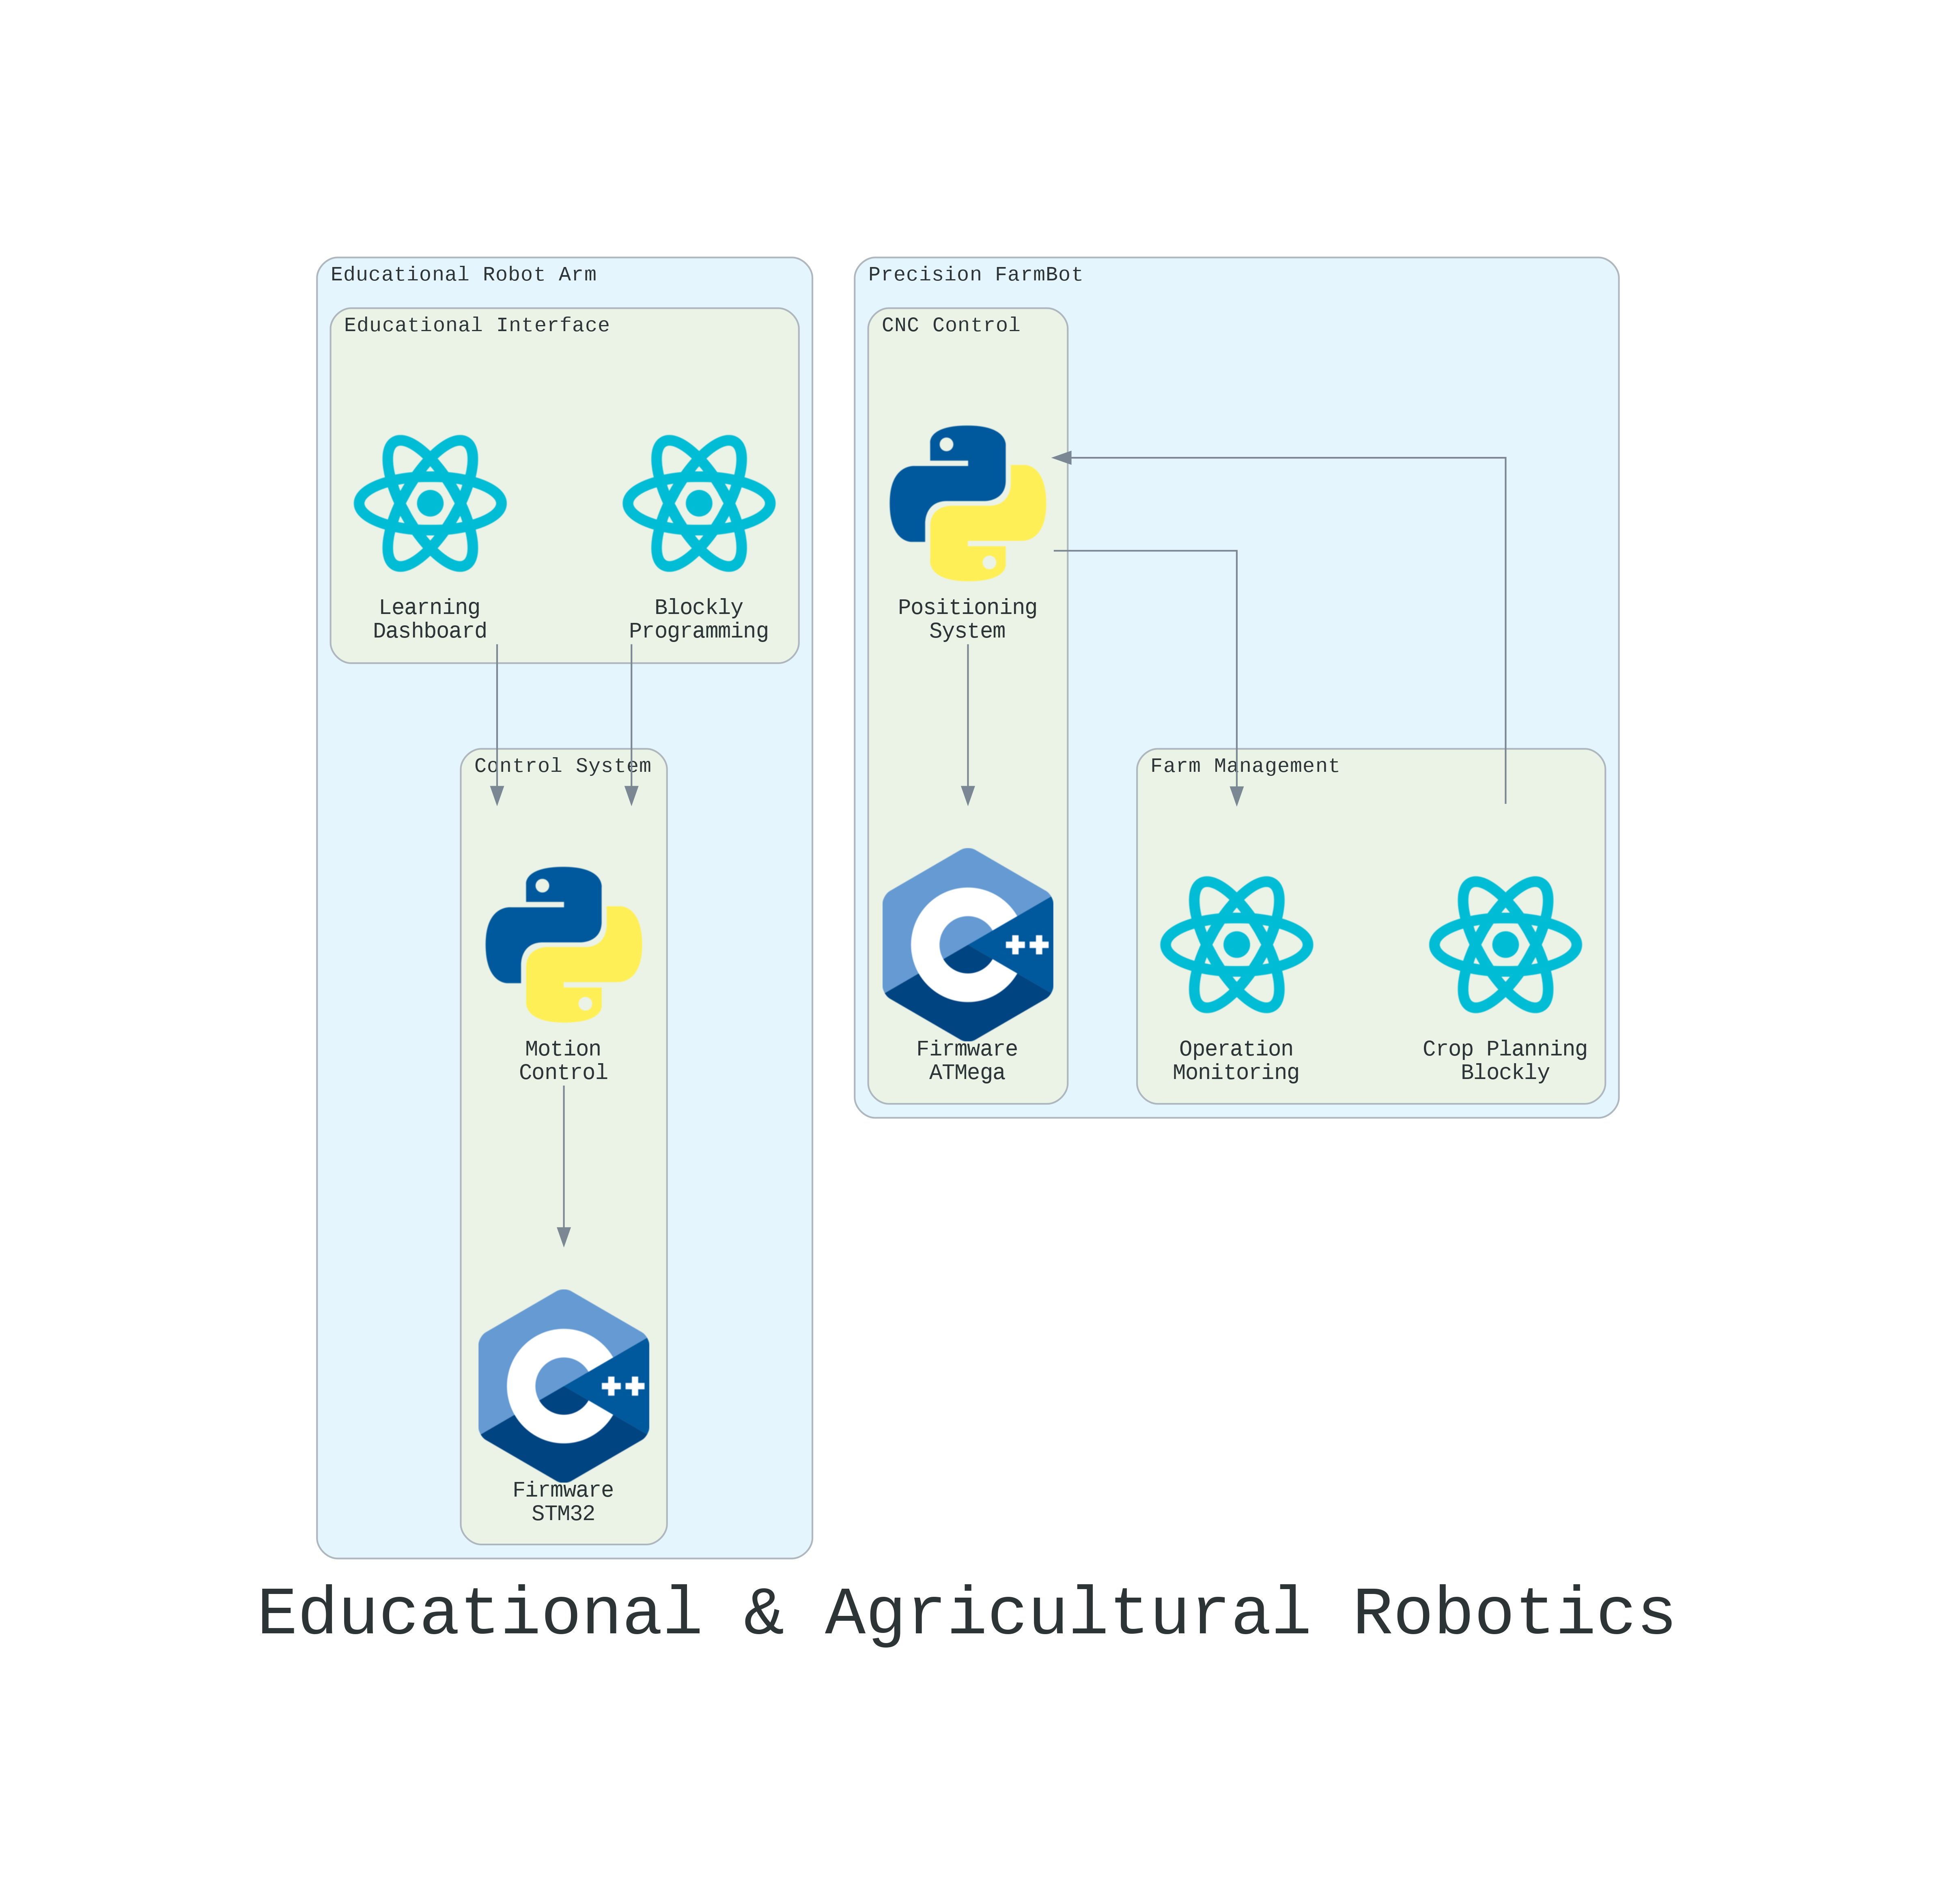 Educational Robot Arm
Educational Interface
Learning
Dashboard
Blockly
Programming
Control System
Motion
Control
Firmware
STM32
Precision FarmBot
CNC Control
Positioning
System
Firmware
ATMega
Farm Management
Operation
Monitoring
Crop Planning
Blockly
Educational & Agricultural Robotics